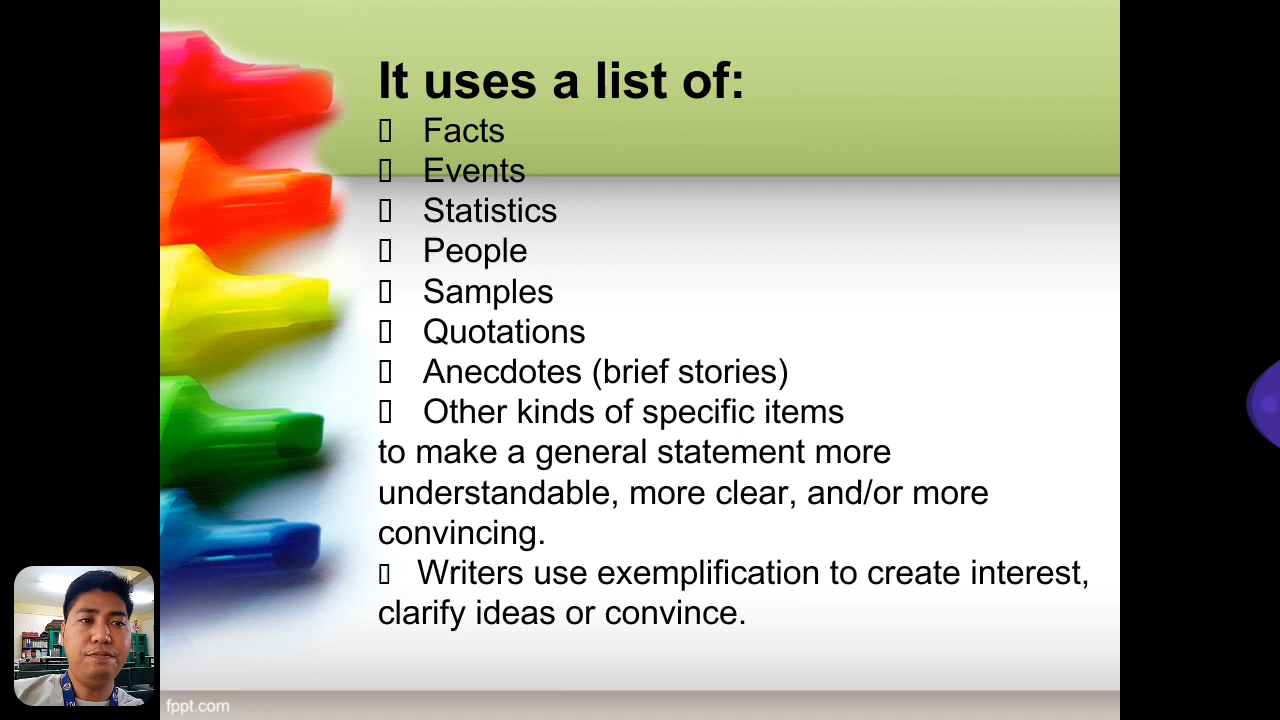 It uses a list of:
Facts
Events
Statistics
People
Samples
Quotations
Anecdotes (brief stories)
Other kinds of specific items
to make a general statement more
understandable, more clear, and/or more
convincing.
Writers use exemplification to create interest,
clarify ideas or convince.
fppt.com